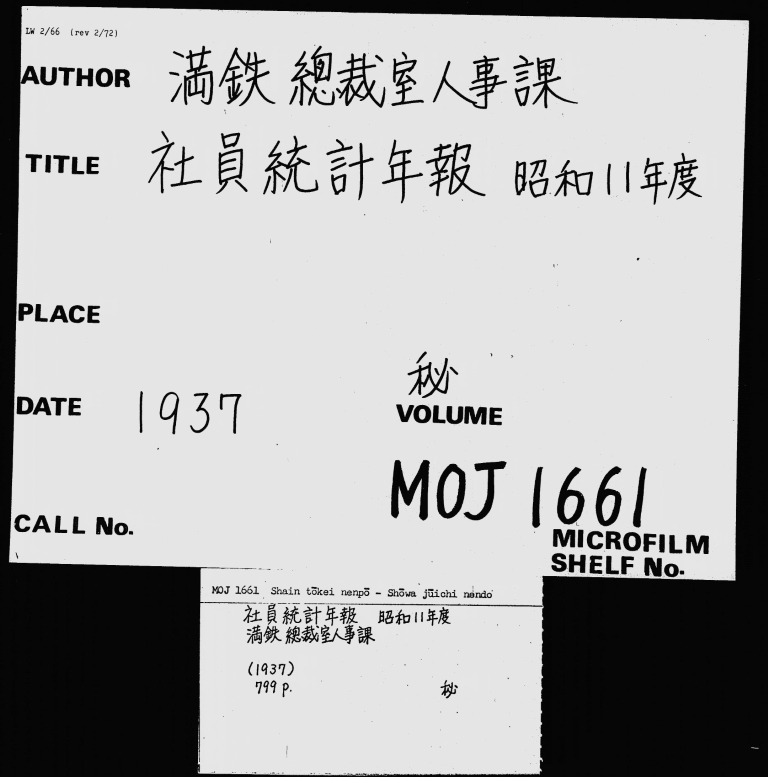 LW 2/66 (rev 2/72)
AUTHOR 満鉄 總裁室人事課
TITLE 社員統計年報 昭和11年度
PLACE
秘
DATE 1937 VOLUME
MOJ 1661
CALL No. MICROFILM
SHELF No.
MOJ 1661 Shain tōkei nenpō - Shōwa jūichi nendo
社員統計年報 昭和11年度
満鉄 總裁室人事課
(1937)
799 p. 秘